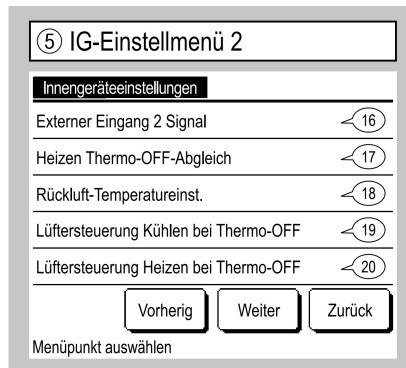 ⑤ IG-Einstellmenü 2
Innengeräteeinstellungen
Externer Eingang 2 Signal 16
Heizen Thermo-OFF-Abgleich 17
Rückluft-Temperatureinst. 18
Lüftersteuerung Kühlen bei Thermo-OFF 19
Lüftersteuerung Heizen bei Thermo-OFF 20
Vorherig Weiter Zurück
Menüpunkt auswählen